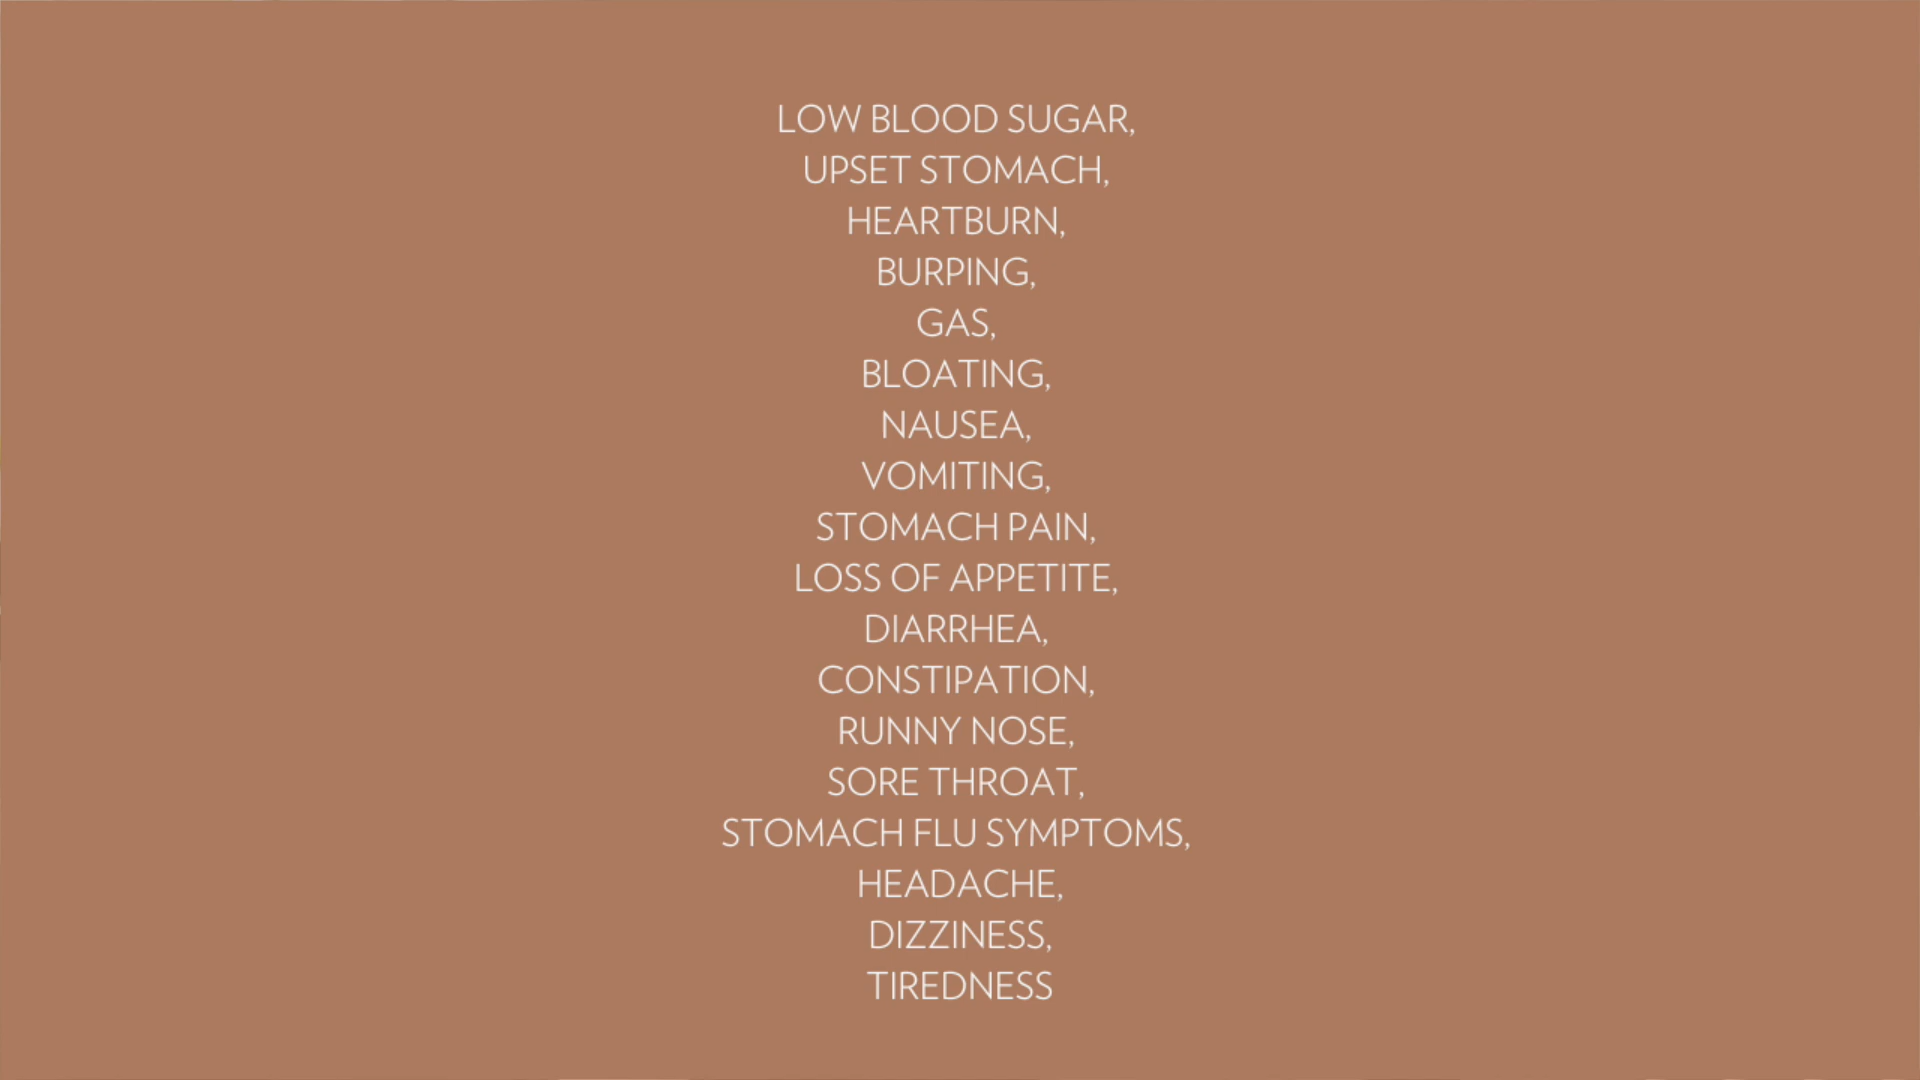 LOW BLOOD SUGAR,
UPSET STOMACH,
HEARTBURN,
BURPING,
GAS,
BLOATING,
NAUSEA,
VOMITING,
STOMACH PAIN,
LOSS OF APPETITE,
DIARRHEA,
CONSTIPATION,
RUNNY NOSE,
SORE THROAT,
STOMACH FLU SYMPTOMS,
HEADACHE,
DIZZINESS,
TIREDNESS